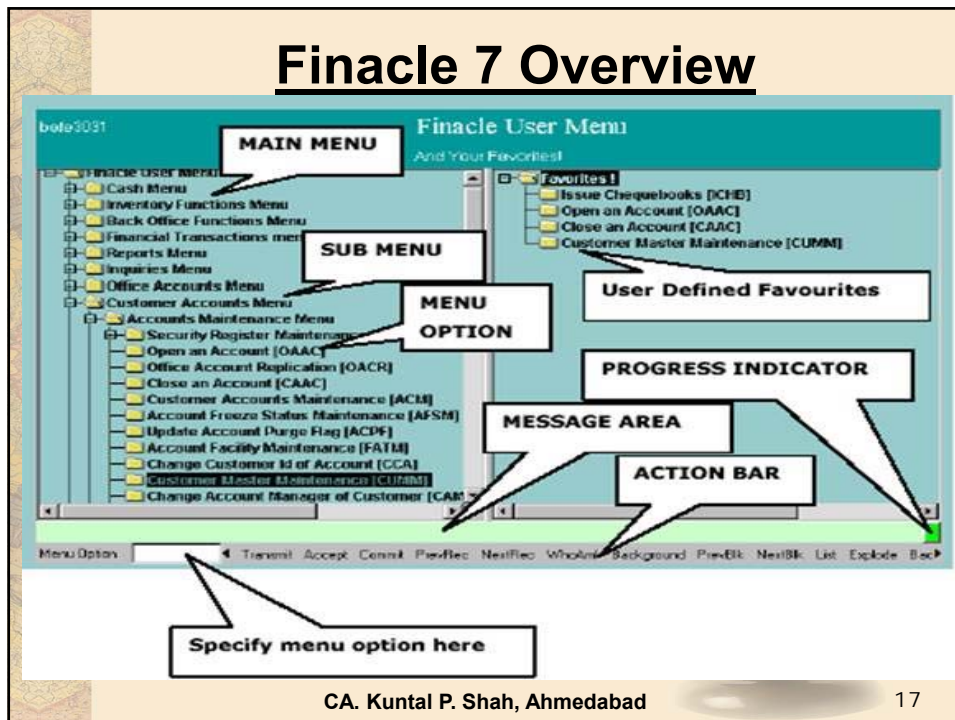 Finacle 7 Overview
Finacle User Menu
And Your Favorites!
MAIN MENU
Finacle User Menu
Cash Menu
Inventory Functions Menu
Back Office Functions Menu
Financial Transactions men
Reports Menu
Inquiries Menu
Office Accounts Menu
Customer Accounts Menu
Accounts Maintenance Menu
Security Register Maintenanc
Open an Account [OAAC]
Office Account Replication [OACR]
Close an Account [CAAC]
Customer Accounts Maintenance [ACM]
Account Freeze Status Maintenance [AFSM]
Update Account Purge Flag [ACPF]
Account Facility Maintenance [FATM]
Change Customer Id of Account [CCA]
Customer Master Maintenance [CUMM]
Change Account Manager of Customer [CAM
SUB MENU
MENU
OPTION
Favorites !
Issue Chequebooks [ICHB]
Open an Account [OAAC]
Close an Account [CAAC]
Customer Master Maintenance [CUMM]
User Defined Favourites
PROGRESS INDICATOR
MESSAGE AREA
ACTION BAR
Menu Option Transmit Accept Commit PrevRec NextRec WhoAmI Background PrevBlk NextBlk List Explode Bac
Specify menu option here
CA. Kuntal P. Shah, Ahmedabad 17